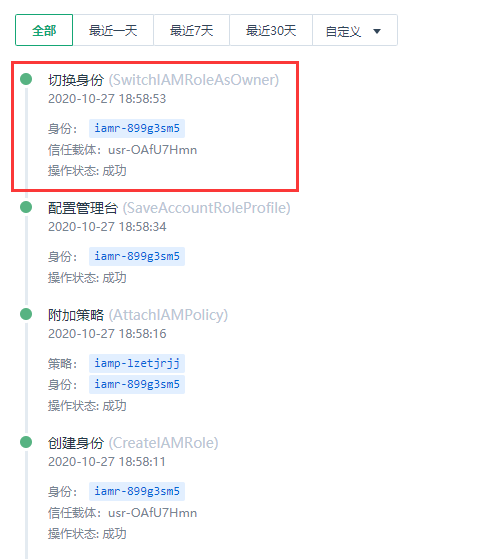 全部 最近一天 最近7天 最近30天 自定义
切换身份 (SwitchIAMRoleAsOwner)
2020-10-27 18:58:53
身份： iamr-899g3sm5
信任载体：usr-OAfU7Hmn
操作状态: 成功
配置管理台 (SaveAccountRoleProfile)
2020-10-27 18:58:34
身份： iamr-899g3sm5
操作状态: 成功
附加策略 (AttachIAMPolicy)
2020-10-27 18:58:16
策略： iamp-lzetjrjj
身份： iamr-899g3sm5
操作状态: 成功
创建身份 (CreateIAMRole)
2020-10-27 18:58:11
身份： iamr-899g3sm5
信任载体：usr-OAfU7Hmn
操作状态: 成功